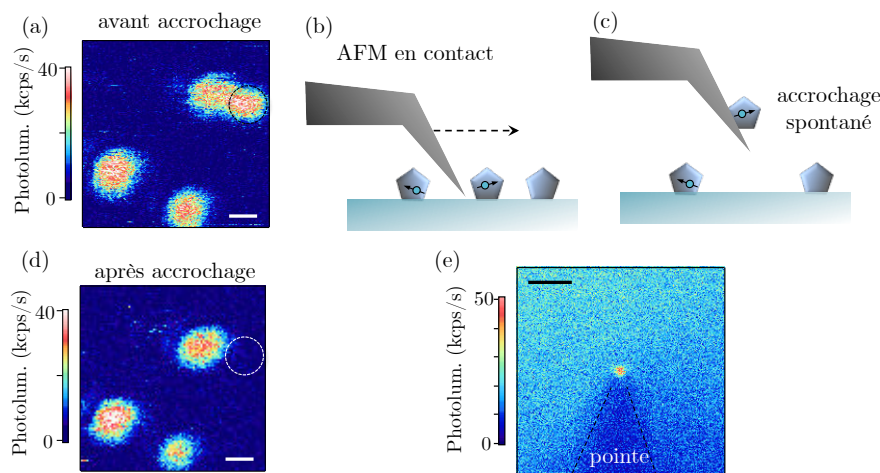 (a)
avant accrochage
Photolum. (kcps/s)
40
0
(b)
AFM en contact
(c)
accrochage
spontané
(d)
après accrochage
Photolum. (kcps/s)
40
0
(e)
Photolum. (kcps/s)
50
0
pointe